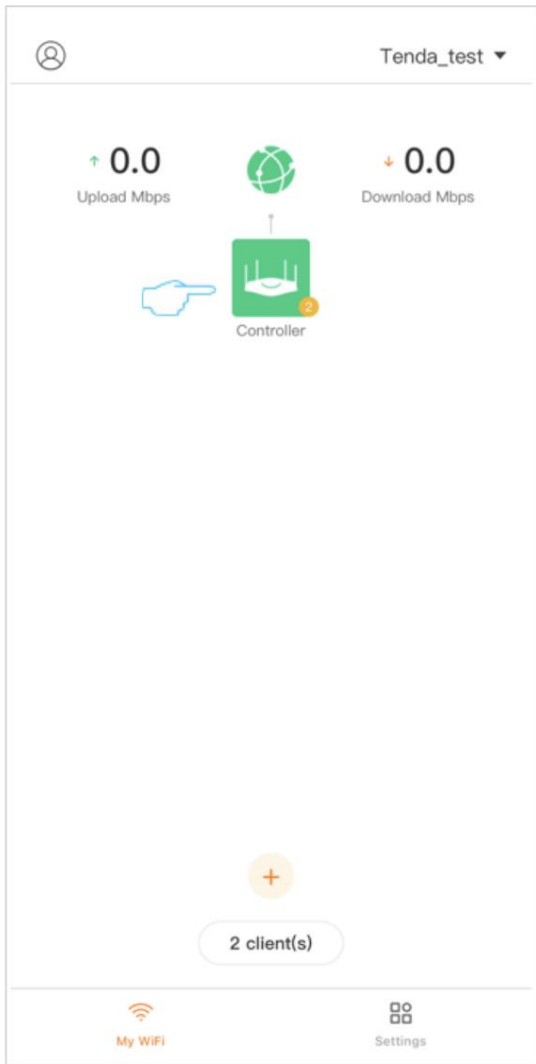 Tenda_test
0.0
0.0
Upload Mbps
Download Mbps
2
Controller
2 client(s)
My WiFi
Settings